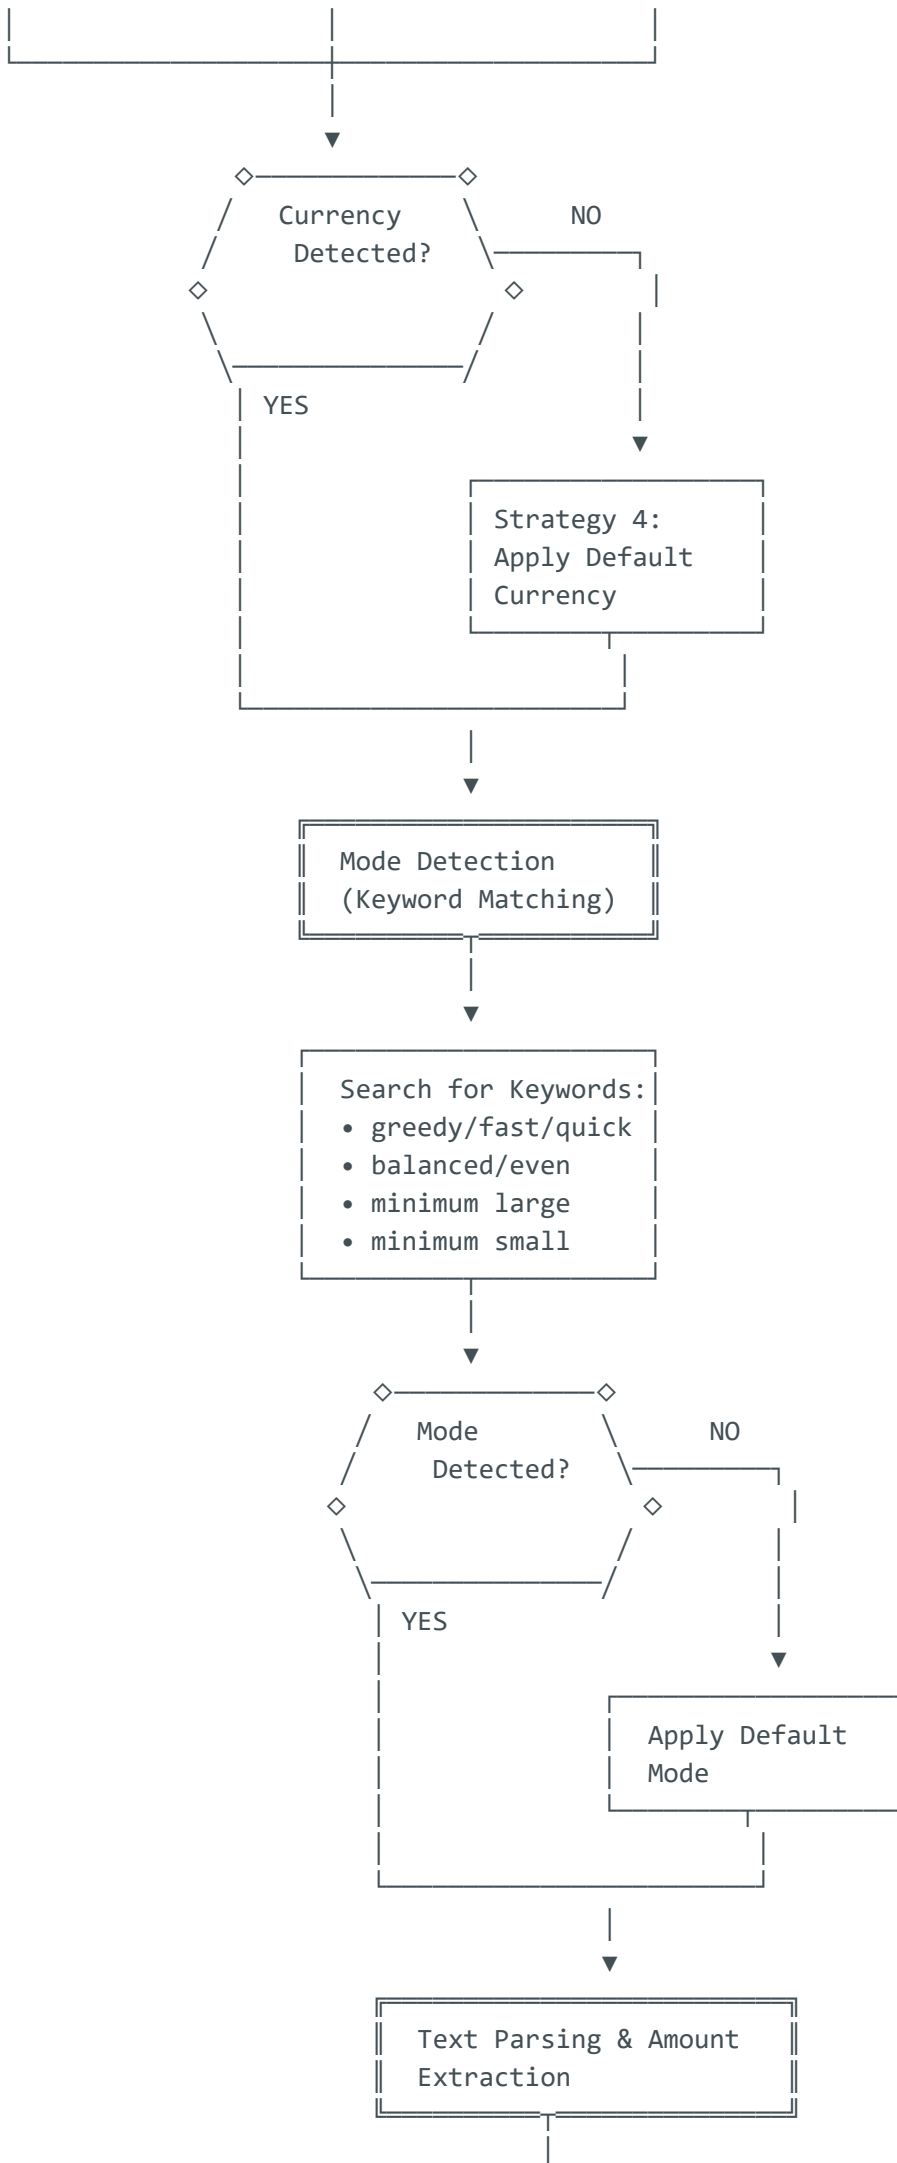 Currency
NO
Detected?
YES
Strategy 4:
Apply Default
Currency
Mode Detection
(Keyword Matching)
Search for Keywords:
• greedy/fast/quick
• balanced/even
• minimum large
• minimum small
Mode
NO
Detected?
YES
Apply Default
Mode
Text Parsing & Amount
Extraction